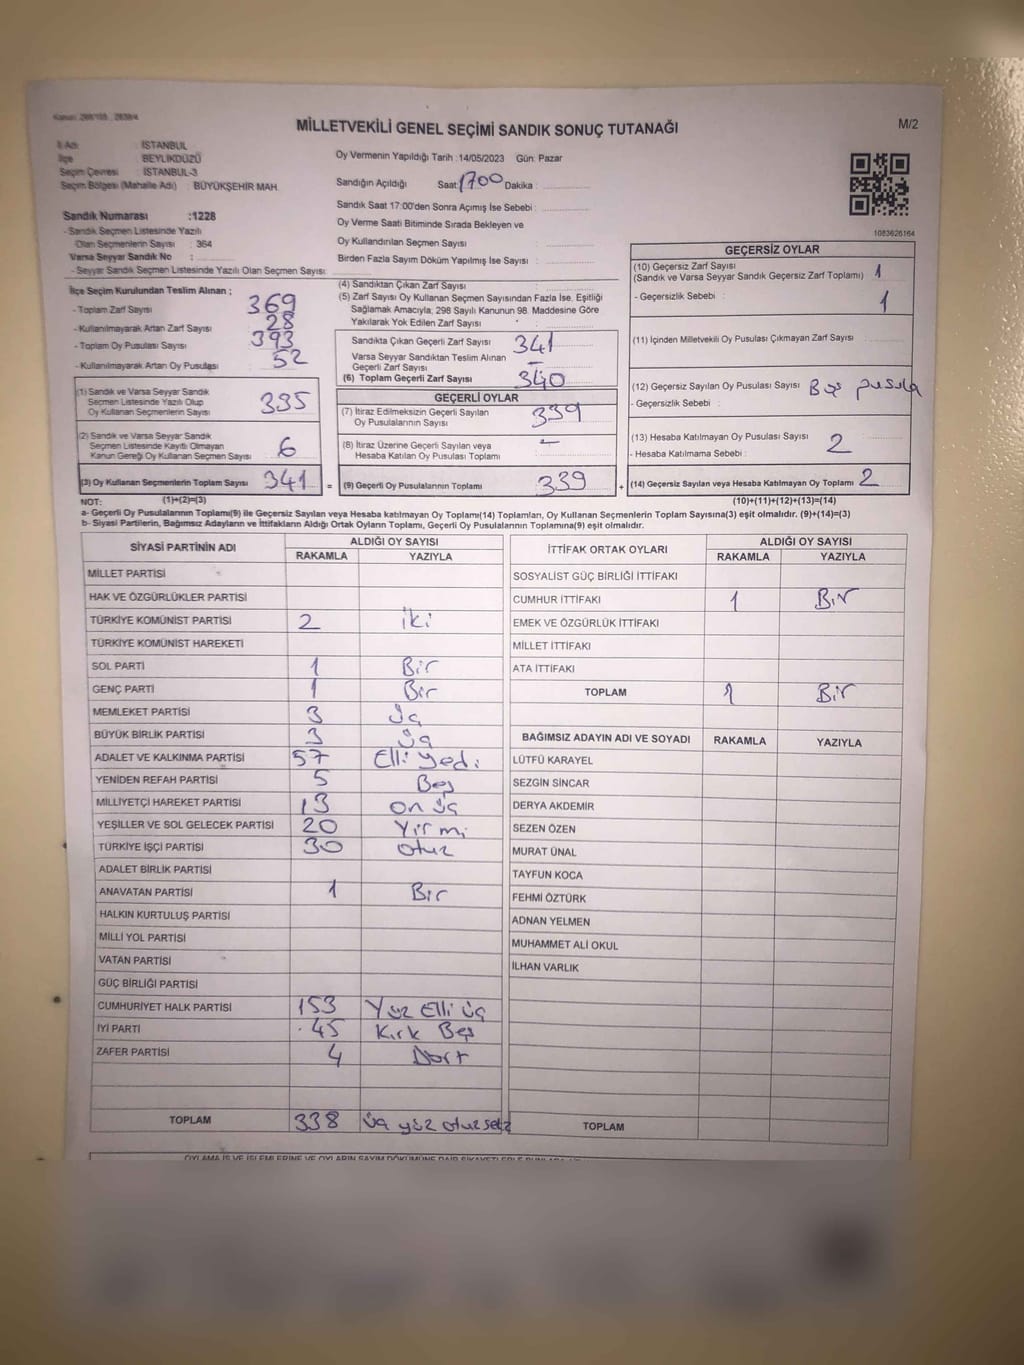 MİLLETVEKİLİ GENEL SEÇİMİ SANDIK SONUÇ TUTANAĞI
M/2
İli Adı : İSTANBUL
İlçe : BEYLİKDÜZÜ
Seçim Çevresi : İSTANBUL-3
Seçim Bölgesi (Mahalle Adı) : BÜYÜKŞEHİR MAH.
Sandık Numarası :1228
- Sandık Seçmen Listesinde Yazılı
Olan Seçmenlerin Sayısı : 364
Varsa Seyyar Sandık No :
- Seyyar Sandık Seçmen Listesinde Yazılı Olan Seçmen Sayısı :
Oy Vermenin Yapıldığı Tarih :14/05/2023 Gün: Pazar
Sandığın Açıldığı Saat: 1700 Dakika :
Sandık Saat 17:00'den Sonra Açımış İse Sebebi :
Oy Verme Saati Bitiminde Sırada Bekleyen ve
Oy Kullandırılan Seçmen Sayısı :
Birden Fazla Sayım Döküm Yapılmış İse Sayısı :
1083626164
İlçe Seçim Kurulundan Teslim Alınan ;
- Toplam Zarf Sayısı 369
- Kullanılmayarak Artan Zarf Sayısı 28
- Toplam Oy Pusulası Sayısı 393
- Kullanılmayarak Artan Oy Pusulası 52
(1) Sandık ve Varsa Seyyar Sandık
Seçmen Listesinde Yazılı Olup
Oy Kullanan Seçmenlerin Sayısı 335
(2) Sandık ve Varsa Seyyar Sandık
Seçmen Listesinde Kayıtlı Olmayan
Kanun Gereği Oy Kullanan Seçmen Sayısı 6
(3) Oy Kullanan Seçmenlerin Toplam Sayısı 341 =
(4) Sandıktan Çıkan Zarf Sayısı :
(5) Zarf Sayısı Oy Kullanan Seçmen Sayısından Fazla İse, Eşitliği
Sağlamak Amacıyla; 298 Sayılı Kanunun 98. Maddesine Göre
Yakılarak Yok Edilen Zarf Sayısı :
Sandıkta Çıkan Geçerli Zarf Sayısı 341
Varsa Seyyar Sandıktan Teslim Alınan
Geçerli Zarf Sayısı -
(6) Toplam Geçerli Zarf Sayısı 340
GEÇERLİ OYLAR
(7) İtiraz Edilmeksizin Geçerli Sayılan
Oy Pusulalarının Sayısı 339
(8) İtiraz Üzerine Geçerli Sayılan veya
Hesaba Katılan Oy Pusulası Toplamı -
(9) Geçerli Oy Pusulalarının Toplamı 339 +
GEÇERSİZ OYLAR
(10) Geçersiz Zarf Sayısı
(Sandık ve Varsa Seyyar Sandık Geçersiz Zarf Toplamı) 1
- Geçersizlik Sebebi : 1
(11) İçinden Milletvekili Oy Pusulası Çıkmayan Zarf Sayısı
(12) Geçersiz Sayılan Oy Pusulası Sayısı Boş pusula
- Geçersizlik Sebebi :
(13) Hesaba Katılmayan Oy Pusulası Sayısı 2
- Hesaba Katılmama Sebebi :
(14) Geçersiz Sayılan veya Hesaba Katılmayan Oy Toplamı 2
NOT: (1)+(2)=(3) (10)+(11)+(12)+(13)=(14)
a- Geçerli Oy Pusulalarının Toplamı(9) ile Geçersiz Sayılan veya Hesaba katılmayan Oy Toplamı(14) Toplamları, Oy Kullanan Seçmenlerin Toplam Sayısına(3) eşit olmalıdır. (9)+(14)=(3)
b- Siyasi Partilerin, Bağımsız Adayların ve İttifakların Aldığı Ortak Oyların Toplamı, Geçerli Oy Pusulalarının Toplamına(9) eşit olmalıdır.
SİYASİ PARTİNİN ADI ALDIĞI OY SAYISI
RAKAMLA YAZIYLA
MİLLET PARTİSİ
HAK VE ÖZGÜRLÜKLER PARTİSİ
TÜRKİYE KOMÜNİST PARTİSİ 2 iki
TÜRKİYE KOMÜNİST HAREKETİ
SOL PARTİ 1 Bir
GENÇ PARTİ 1 Bir
MEMLEKET PARTİSİ 3 üç
BÜYÜK BİRLİK PARTİSİ 3 üç
ADALET VE KALKINMA PARTİSİ 57 Elli yedi
YENİDEN REFAH PARTİSİ 5 Beş
MİLLİYETÇİ HAREKET PARTİSİ 13 on üç
YEŞİLLER VE SOL GELECEK PARTİSİ 20 Yirmi
TÜRKİYE İŞÇİ PARTİSİ 30 otuz
ADALET BİRLİK PARTİSİ
ANAVATAN PARTİSİ 1 Bir
HALKIN KURTULUŞ PARTİSİ
MİLLİ YOL PARTİSİ
VATAN PARTİSİ
GÜÇ BİRLİĞİ PARTİSİ
CUMHURİYET HALK PARTİSİ 153 Yüz Elli üç
İYİ PARTİ 45 Kırk Beş
ZAFER PARTİSİ 4 Dört
TOPLAM 338 üç yüz otuz sekz
İTTİFAK ORTAK OYLARI ALDIĞI OY SAYISI
RAKAMLA YAZIYLA
SOSYALİST GÜÇ BİRLİĞİ İTTİFAKI
CUMHUR İTTİFAKI 1 Bir
EMEK VE ÖZGÜRLÜK İTTİFAKI
MİLLET İTTİFAKI
ATA İTTİFAKI
TOPLAM 1 Bir
BAĞIMSIZ ADAYIN ADI VE SOYADI RAKAMLA YAZIYLA
LÜTFÜ KARAYEL
SEZGİN SİNCAR
DERYA AKDEMİR
SEZEN ÖZEN
MURAT ÜNAL
TAYFUN KOCA
FEHMİ ÖZTÜRK
ADNAN YELMEN
MUHAMMET ALİ OKUL
İLHAN VARLIK
TOPLAM